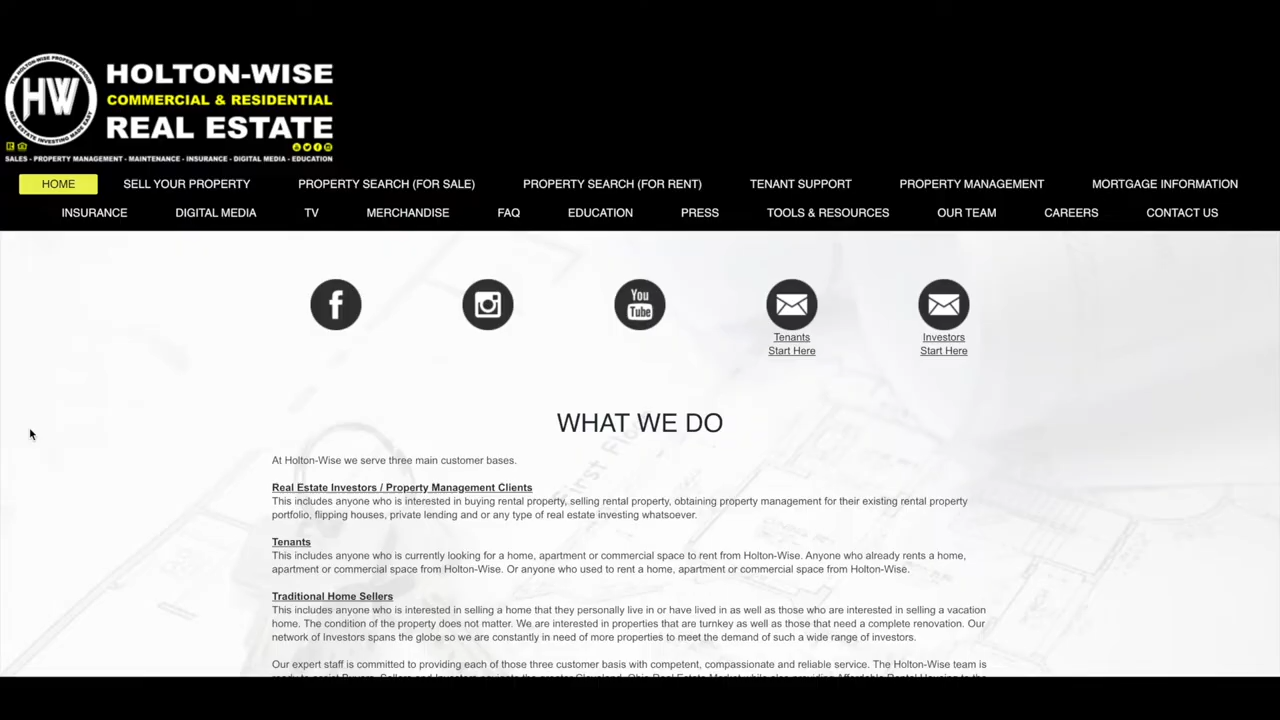 HOLTON-WISE
COMMERCIAL & RESIDENTIAL
REAL ESTATE
HW
SALES - PROPERTY MANAGEMENT - MAINTENANCE - INSURANCE - DIGITAL MEDIA - EDUCATION
HOME SELL YOUR PROPERTY PROPERTY SEARCH (FOR SALE) PROPERTY SEARCH (FOR RENT) TENANT SUPPORT PROPERTY MANAGEMENT MORTGAGE INFORMATION
INSURANCE DIGITAL MEDIA TV MERCHANDISE FAQ EDUCATION PRESS TOOLS & RESOURCES OUR TEAM CAREERS CONTACT US
You
Tube
Tenants
Start Here
Investors
Start Here
WHAT WE DO
At Holton-Wise we serve three main customer bases.
Real Estate Investors / Property Management Clients
This includes anyone who is interested in buying rental property, selling rental property, obtaining property management for their existing rental property
portfolio, flipping houses, private lending and or any type of real estate investing whatsoever.
Tenants
This includes anyone who is currently looking for a home, apartment or commercial space to rent from Holton-Wise. Anyone who already rents a home,
apartment or commercial space from Holton-Wise. Or anyone who used to rent a home, apartment or commercial space from Holton-Wise.
Traditional Home Sellers
This includes anyone who is interested in selling a home that they personally live in or have lived in as well as those who are interested in selling a vacation
home. The condition of the property does not matter. We are interested in properties that are turnkey as well as those that need a complete renovation. Our
network of Investors spans the globe so we are constantly in need of more properties to meet the demand of such a wide range of investors.
Our expert staff is committed to providing each of those three customer basis with competent, compassionate and reliable service. The Holton-Wise team is
First Flo